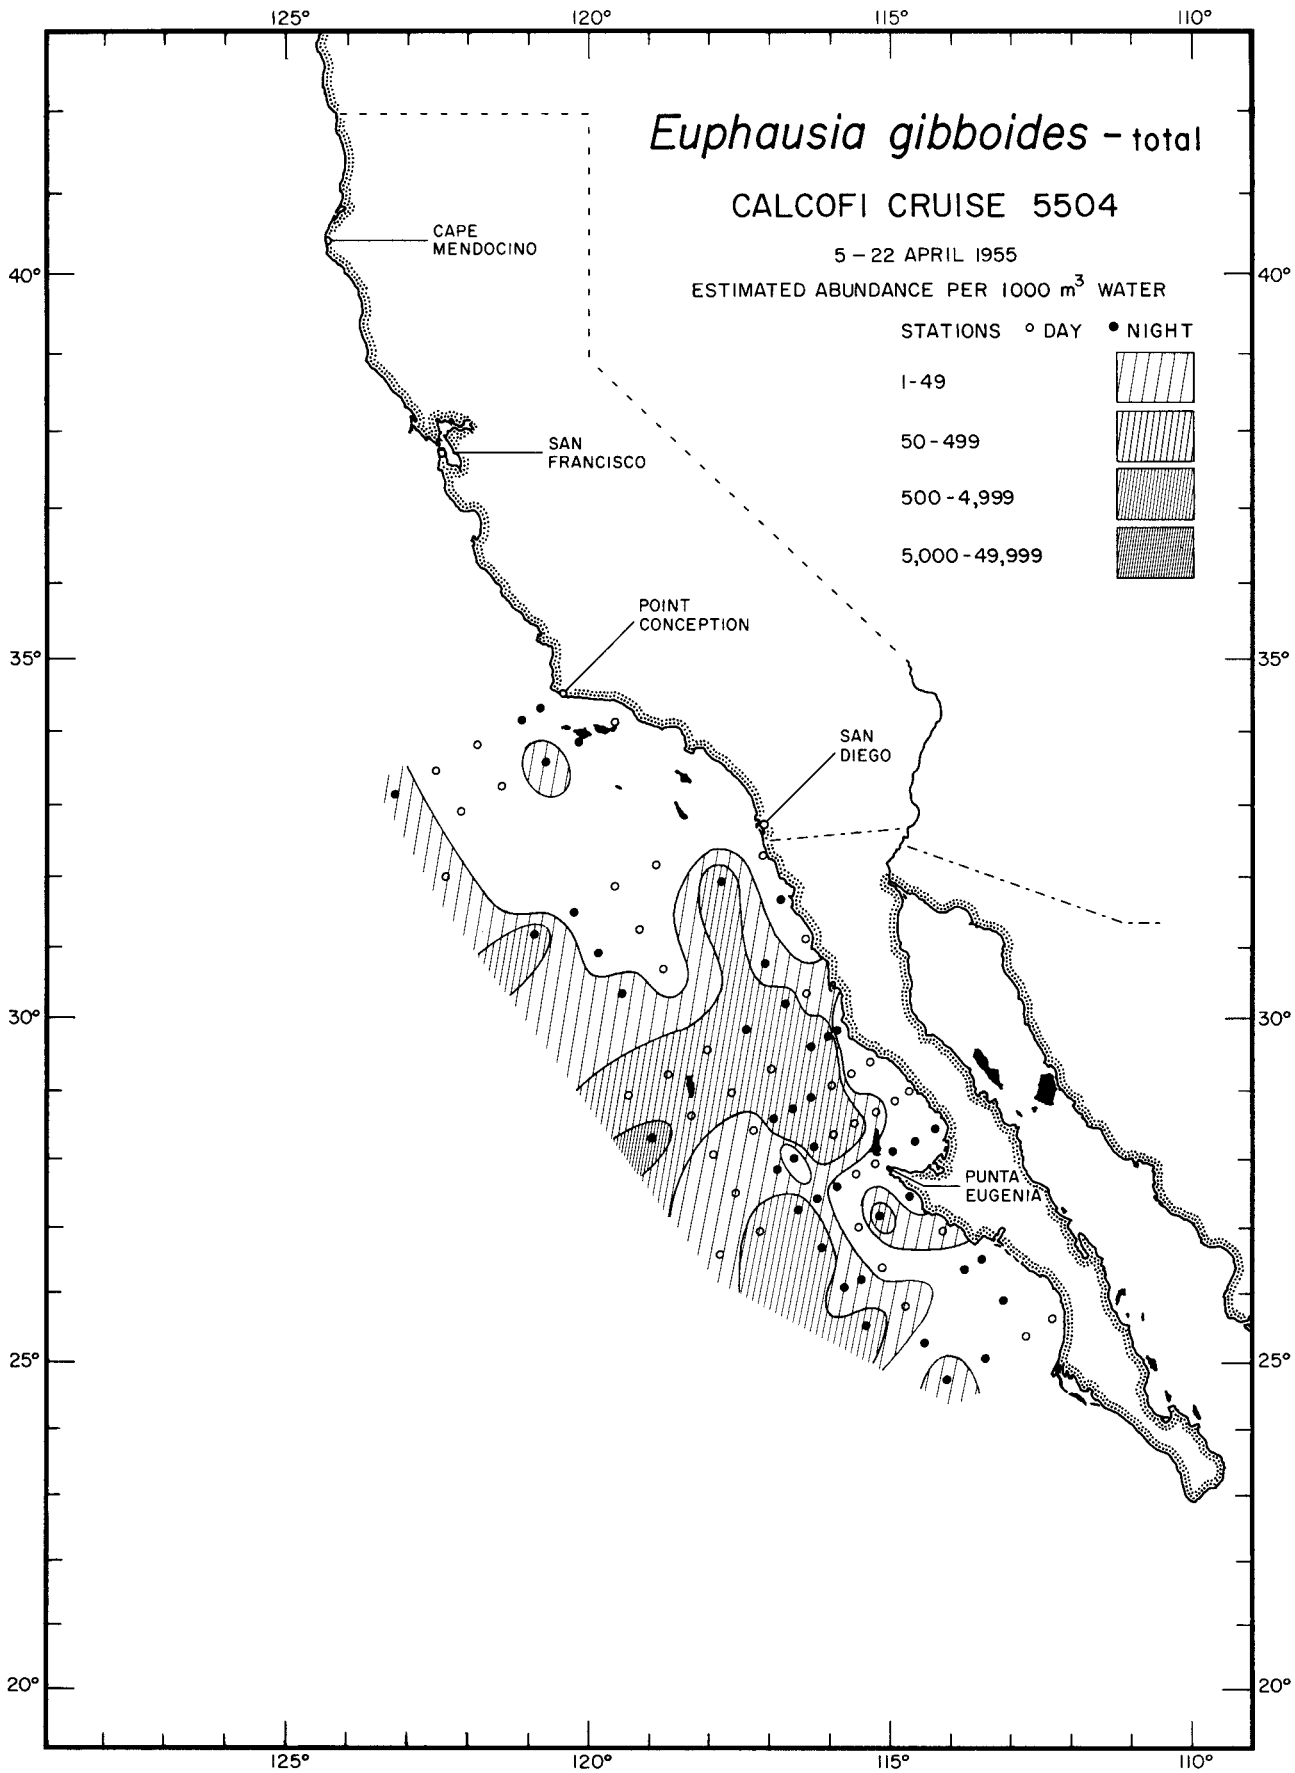 125° 120° 115° 110°
Euphausia gibboides - total
CALCOFI CRUISE 5504
5 - 22 APRIL 1955
ESTIMATED ABUNDANCE PER 1000 m³ WATER
STATIONS ○ DAY ● NIGHT
1 - 49
50 - 499
500 - 4,999
5,000 - 49,999
CAPE
MENDOCINO
40° 40°
SAN
FRANCISCO
POINT
CONCEPTION
35° 35°
SAN
DIEGO
30° 30°
PUNTA
EUGENIA
25° 25°
20° 20°
125° 120° 115° 110°